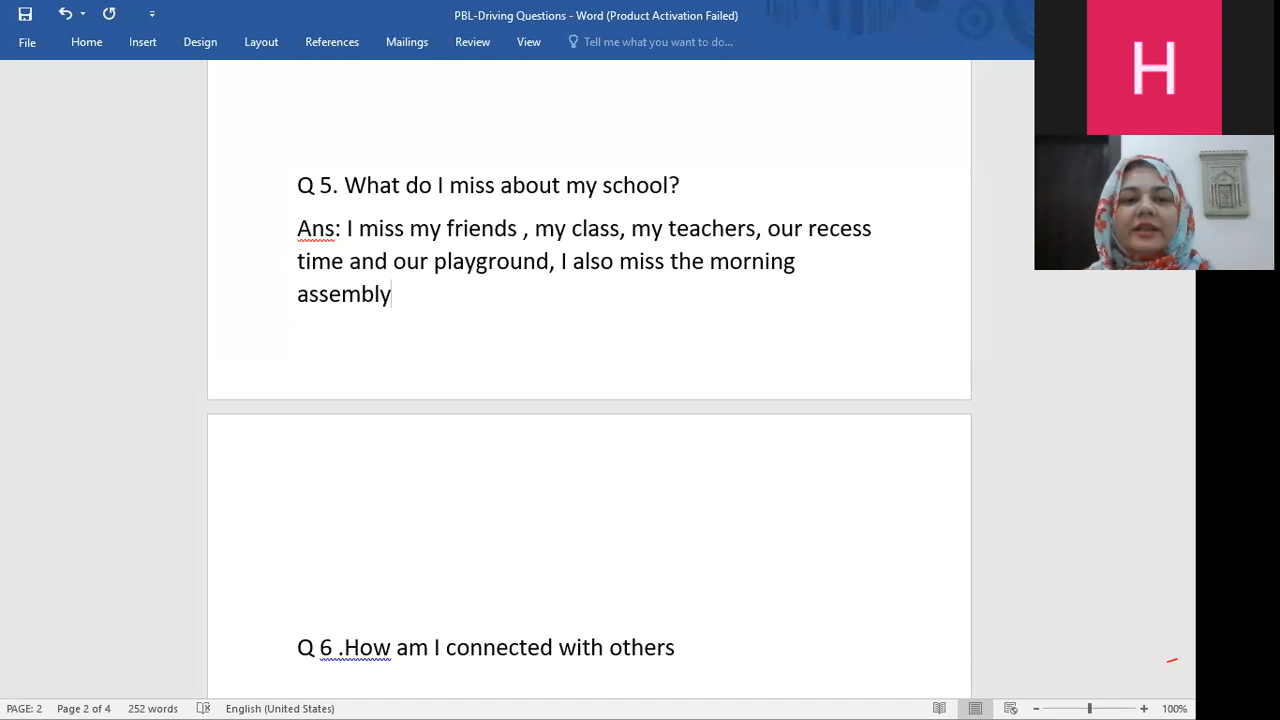 PBL-Driving Questions - Word (Product Activation Failed)
File Home Insert Design Layout References Mailings Review View Tell me what you want to do...
H
Q 5. What do I miss about my school?
Ans: I miss my friends , my class, my teachers, our recess
time and our playground, I also miss the morning
assembly
Q 6 .How am I connected with others
PAGE: 2 Page 2 of 4 252 words English (United States) 100%